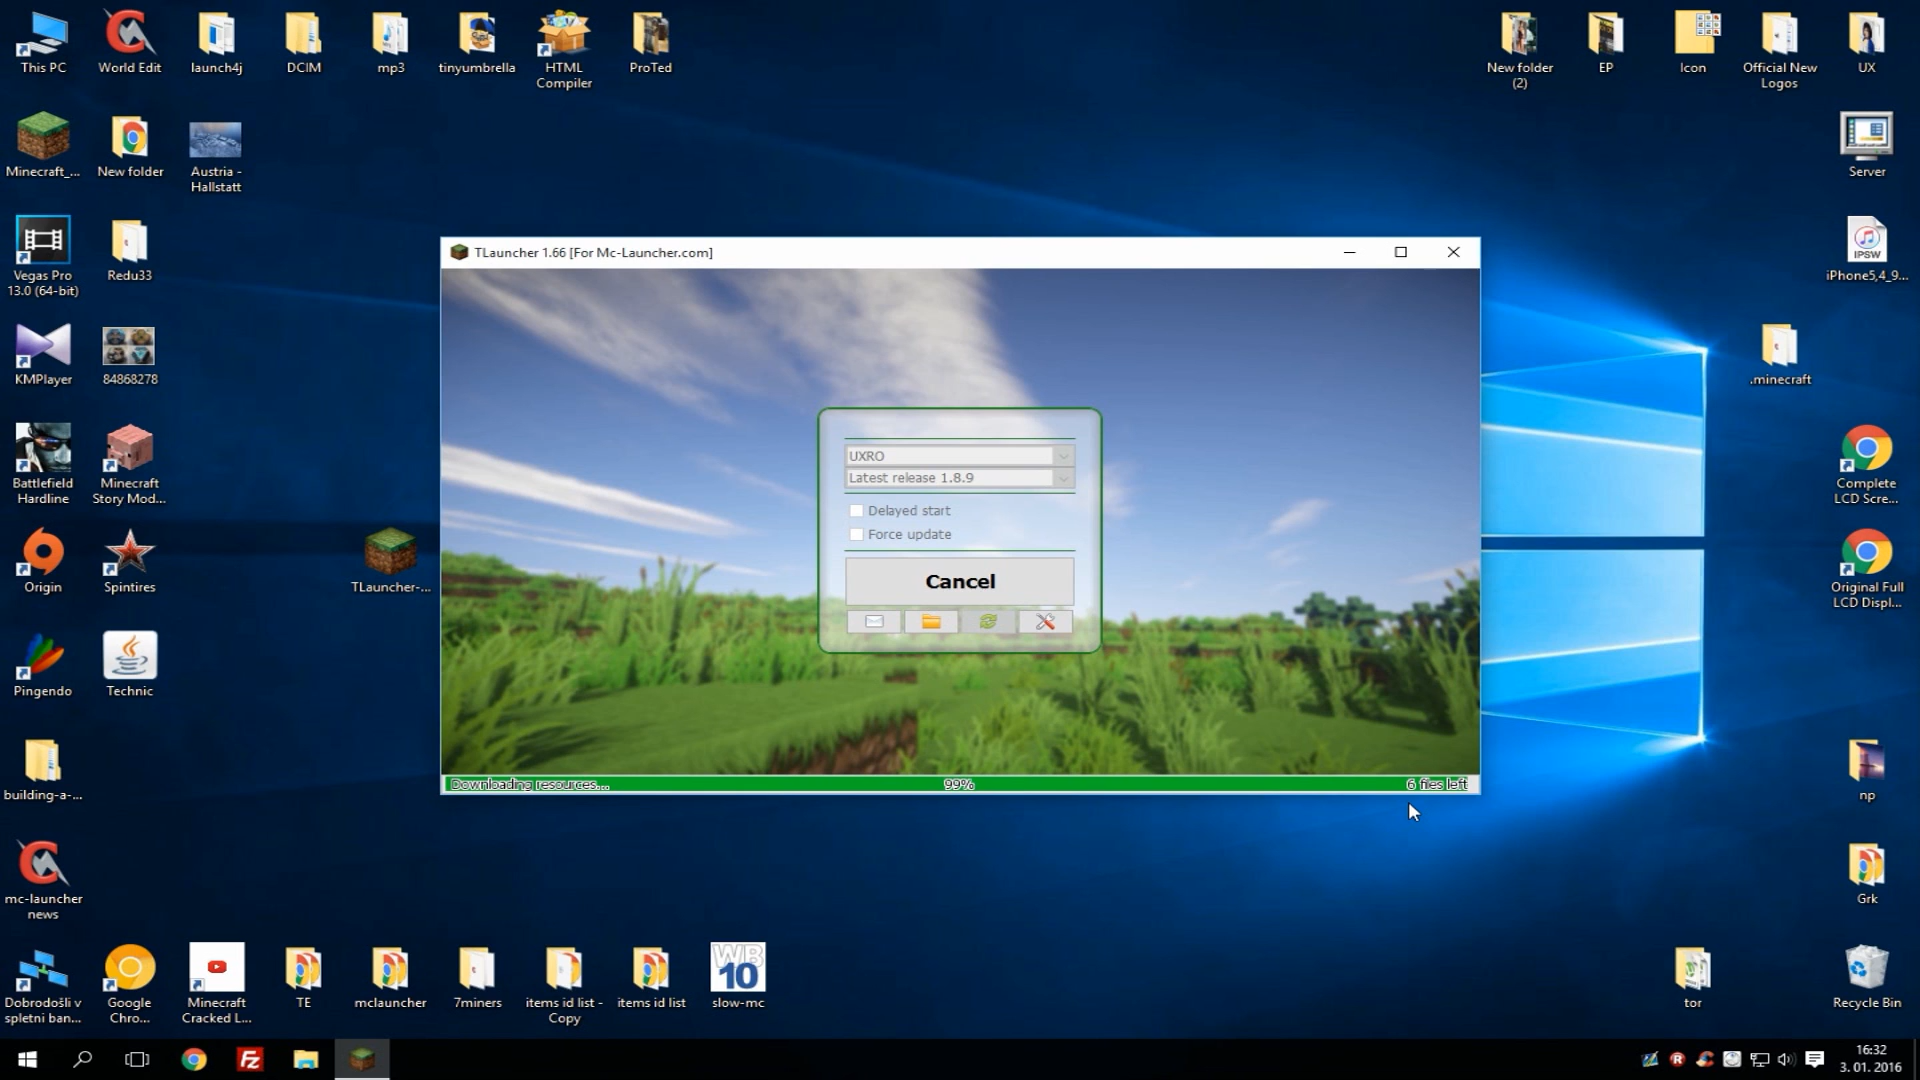 This PC
World Edit
launch4j
DCIM
mp3
tinyumbrella
HTML
Compiler
ProTed
New folder
(2)
EP
Icon
Official New
Logos
UX
Minecraft_...
New folder
Austria -
Hallstatt
Server
Vegas Pro
13.0 (64-bit)
Redu33
IPSW
iPhone5,4_9...
KMPlayer
84868278
.minecraft
Battlefield
Hardline
Minecraft
Story Mod...
Complete
LCD Scre...
Origin
Spintires
TLauncher-...
Original Full
LCD Displ...
Pingendo
Technic
building-a-...
np
mc-launcher
news
Grk
Dobrodošli v
spletni ban...
Google
Chro...
Minecraft
Cracked L...
TE
mclauncher
7miners
items id list -
Copy
items id list
WB
10
slow-mc
tor
Recycle Bin
TLauncher 1.66 [For Mc-Launcher.com]
UXRO
Latest release 1.8.9
Delayed start
Force update
Cancel
Downloading resources...
99%
6 files left
Fz
R
16:32
3. 01. 2016